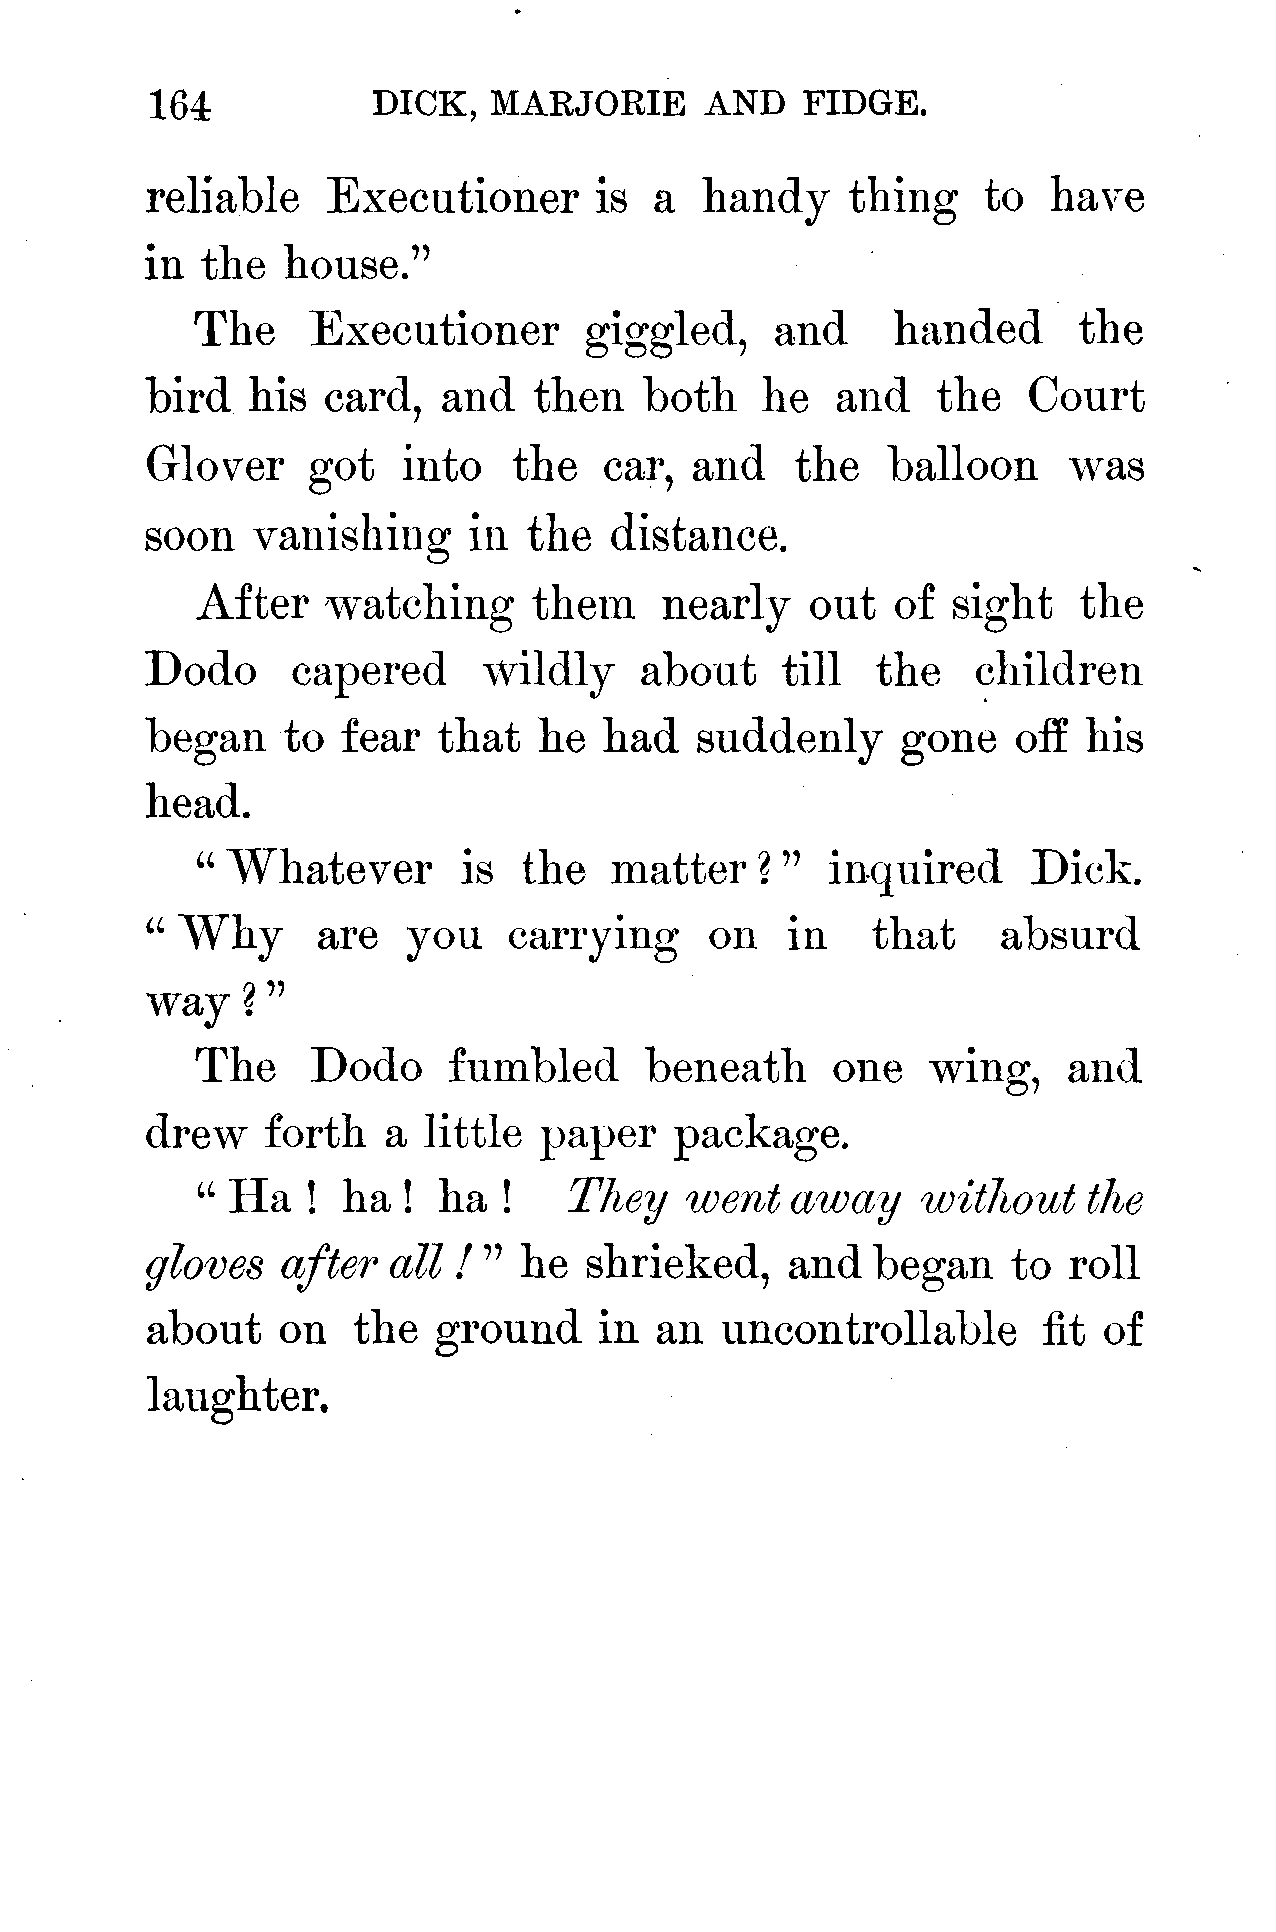 164 DICK, MARJORIE AND FIDGE.
reliable Executioner is a handy thing to have
in the house."
The Executioner giggled, and handed the
bird his card, and then both he and the Court
Glover got into the car, and the balloon was
soon vanishing in the distance.
After watching them nearly out of sight the
Dodo capered wildly about till the children
began to fear that he had suddenly gone off his
head.
" Whatever is the matter ? " inquired Dick.
" Why are you carrying on in that absurd
way ? "
The Dodo fumbled beneath one wing, and
drew forth a little paper package.
" Ha ! ha ! ha ! They went away without the
gloves after all ! " he shrieked, and began to roll
about on the ground in an uncontrollable fit of
laughter.